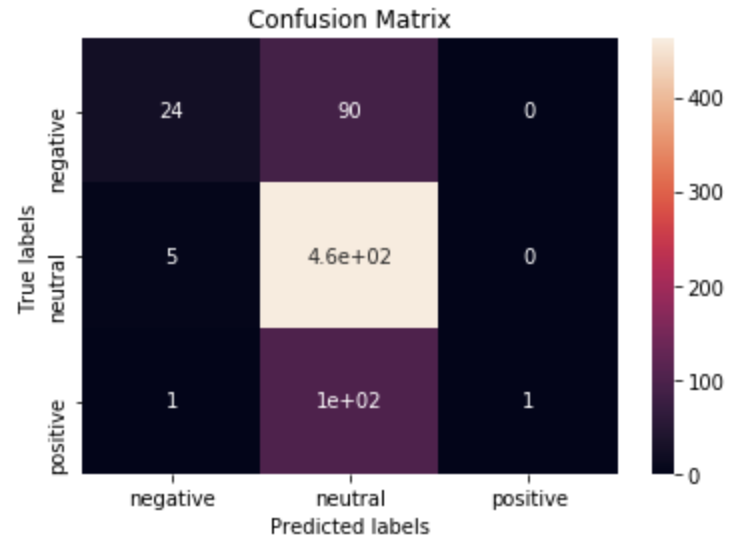 Confusion Matrix
True labels
negative
neutral
positive
24 90 0
5 4.6e+02 0
1 1e+02 1
negative neutral positive
Predicted labels
400
300
200
100
0